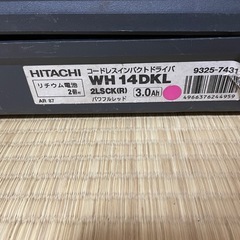 HITACHI
コードレスインパクトドライバ
9325-7431
リチウム電池
2個
WH 14DKL
2LSCK(R)
3.0Ah
パワフルレッド
4966376244959